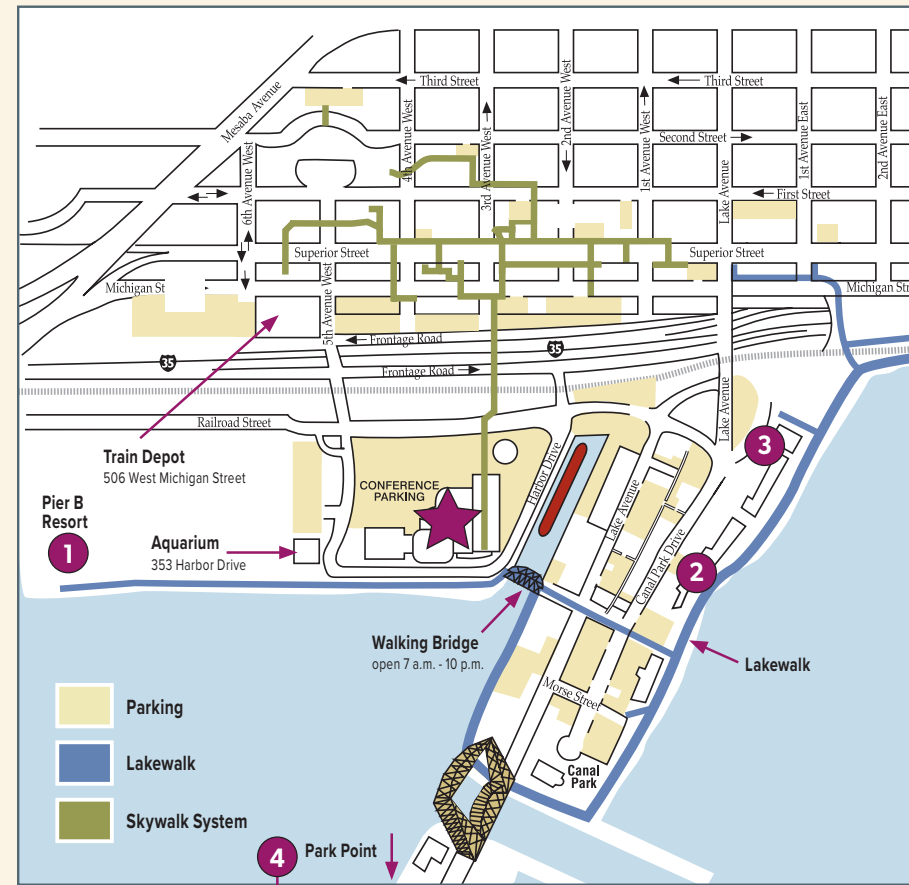 Third Street
Third Street
Mesaba Avenue
4th Avenue West
3rd Avenue West
2nd Avenue West
1st Avenue West
Second Street
1st Avenue East
2nd Avenue East
6th Avenue West
Lake Avenue
First Street
Superior Street
Superior Street
Michigan St
Michigan Str
5th Avenue West
Frontage Road
35
35
Frontage Road
Railroad Street
Lake Avenue
Train Depot
506 West Michigan Street
3
CONFERENCE
PARKING
Harbor Drive
Lake Avenue
Pier B
Resort
1
Aquarium
353 Harbor Drive
Canal Park Drive
2
Walking Bridge
open 7 a.m. - 10 p.m.
Lakewalk
Morse Street
Parking
Lakewalk
Skywalk System
Canal
Park
4
Park Point